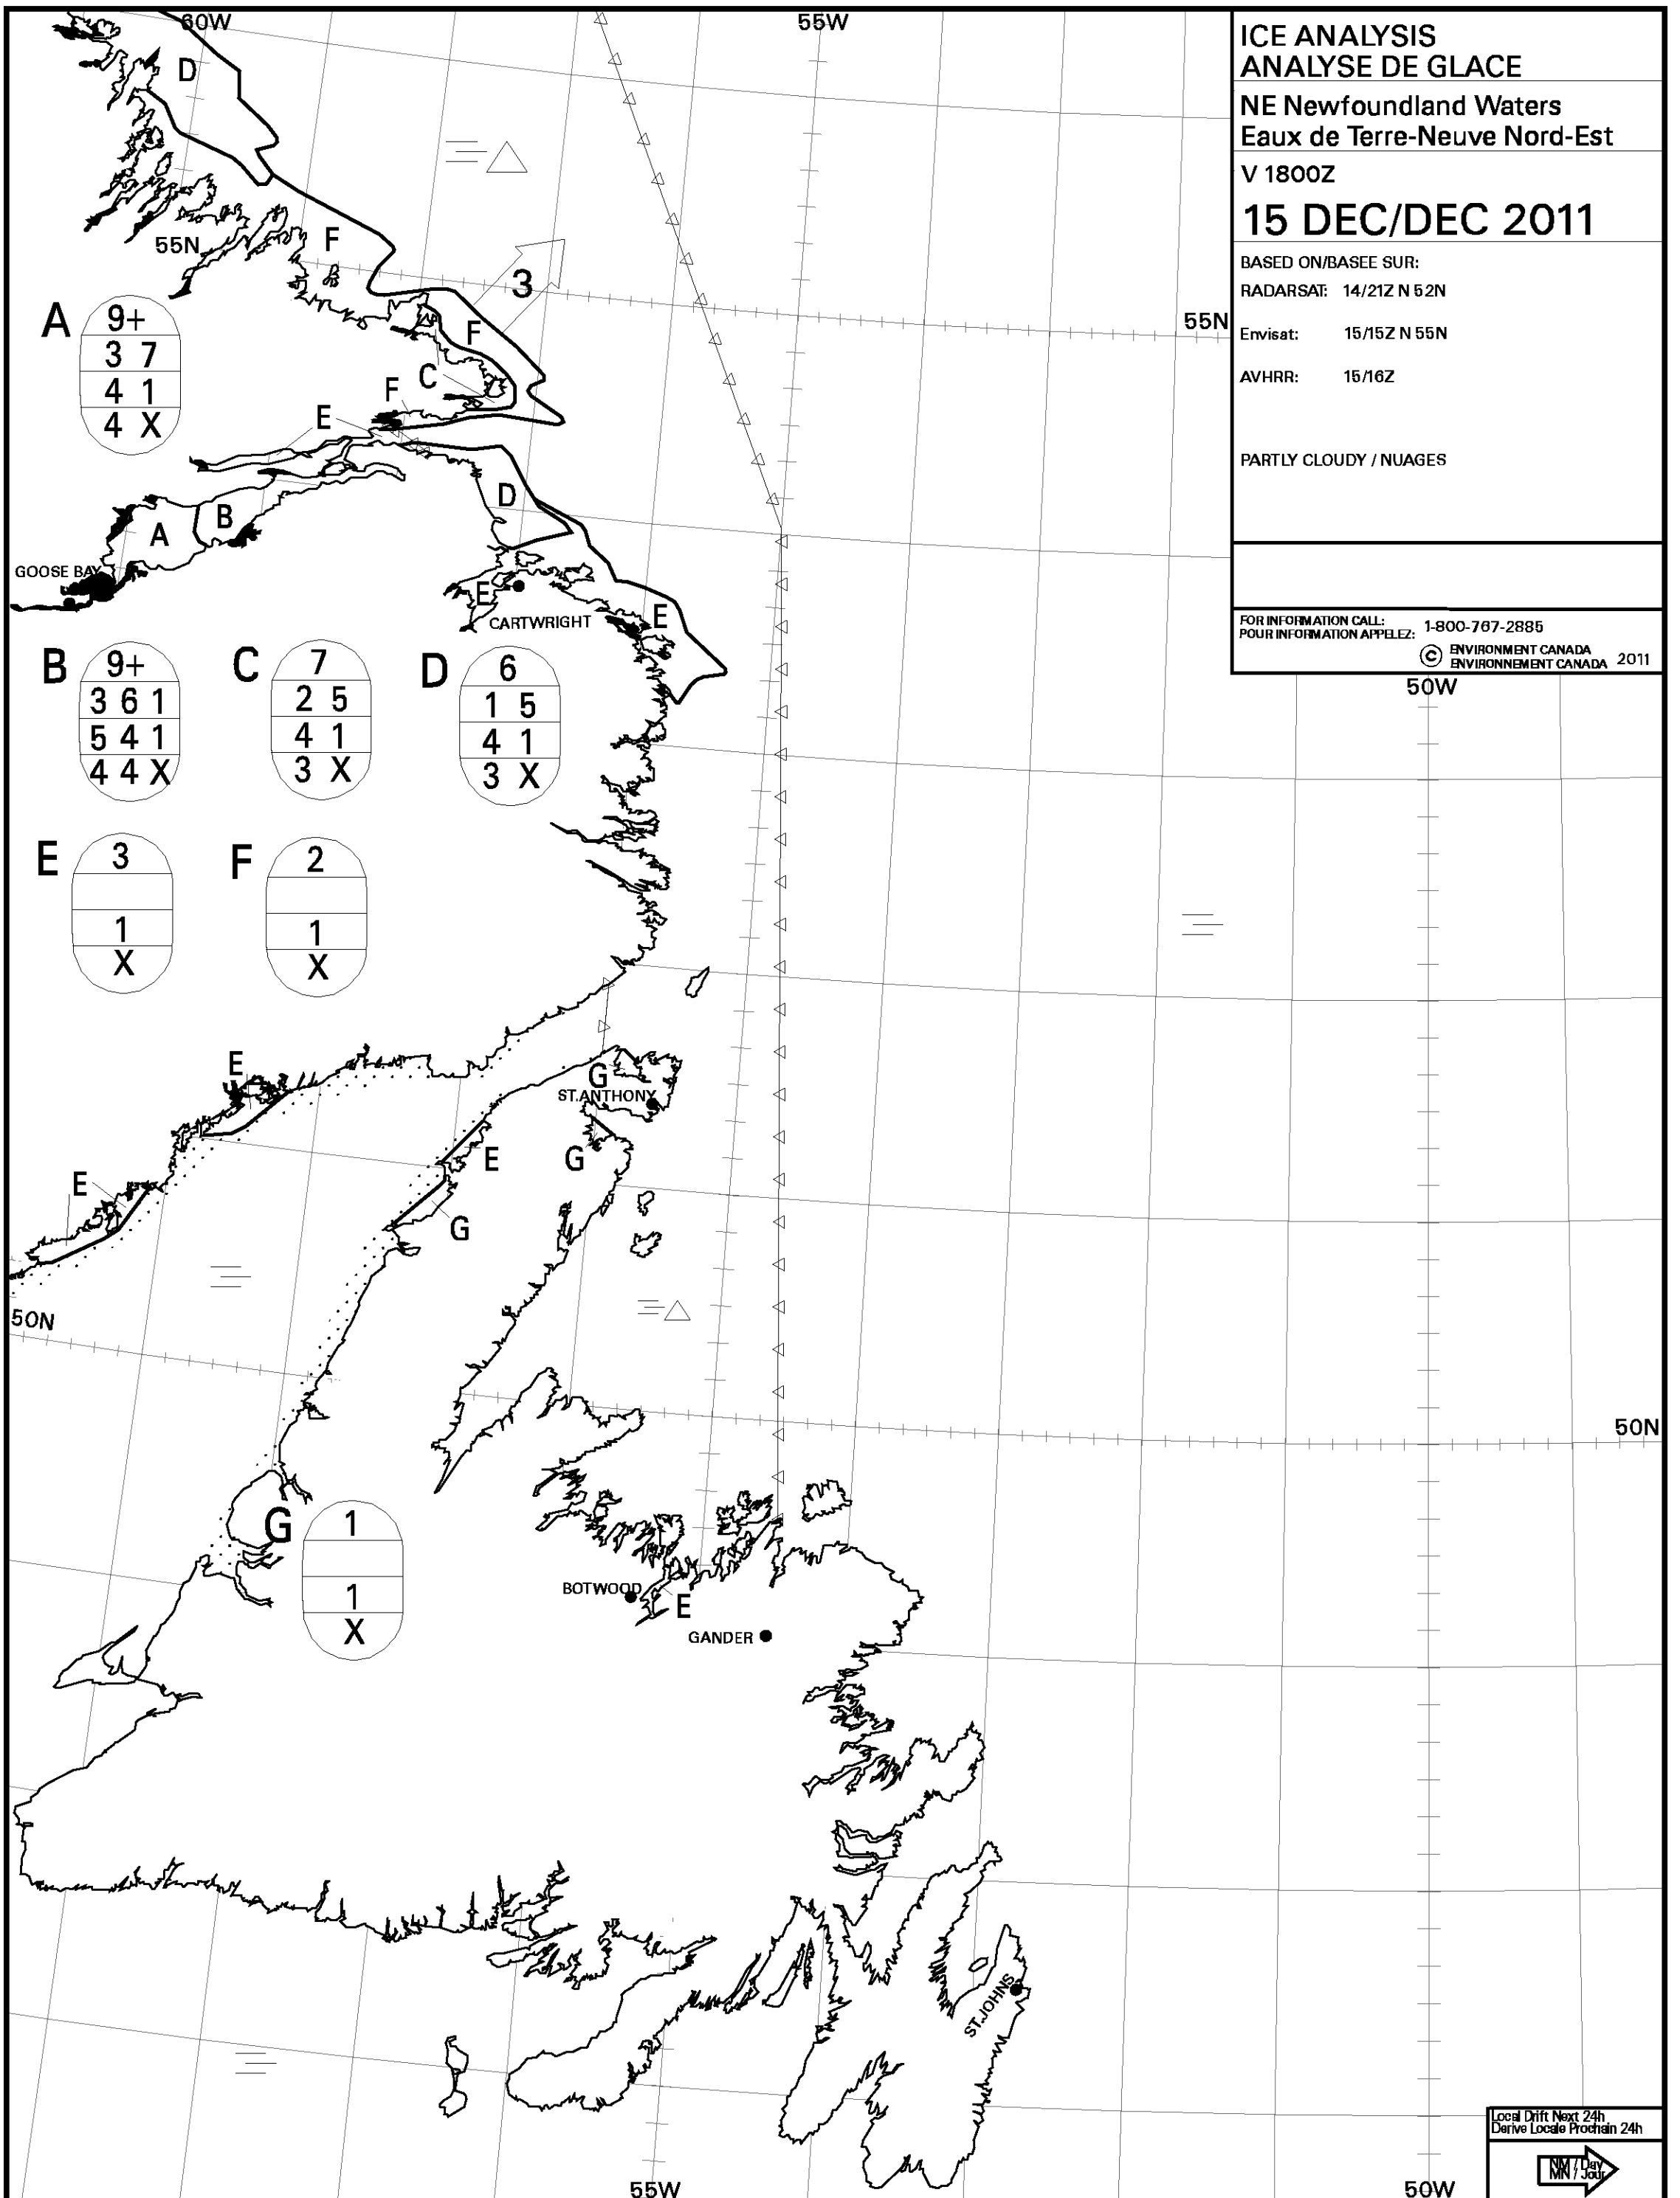 60W
55W
ICE ANALYSIS
ANALYSE DE GLACE
NE Newfoundland Waters
Eaux de Terre-Neuve Nord-Est
V 1800Z
15 DEC/DEC 2011
BASED ON/BASEE SUR:
RADARSAT: 14/21Z N 52N
Envisat: 15/15Z N 55N
AVHRR: 15/16Z
PARTLY CLOUDY / NUAGES
FOR INFORMATION CALL:
POUR INFORMATION APPELEZ: 1-800-767-2885
© ENVIRONMENT CANADA
ENVIRONNEMENT CANADA 2011
D
55N
F
3
55N
F
C
F
E
A
9+
3 7
4 1
4 X
D
A
B
GOOSE BAY
E
CARTWRIGHT
E
50W
B
9+
3 6 1
5 4 1
4 4 X
C
7
2 5
4 1
3 X
D
6
1 5
4 1
3 X
E
3
1
X
F
2
1
X
E
G
ST.ANTHONY
E
G
E
G
50N
50N
G
1
1
X
BOTWOOD
E
GANDER
ST.JOHNS
Local Drift Next 24h
Derive Locale Prochain 24h
NM / Day
MN / Jour
55W
50W